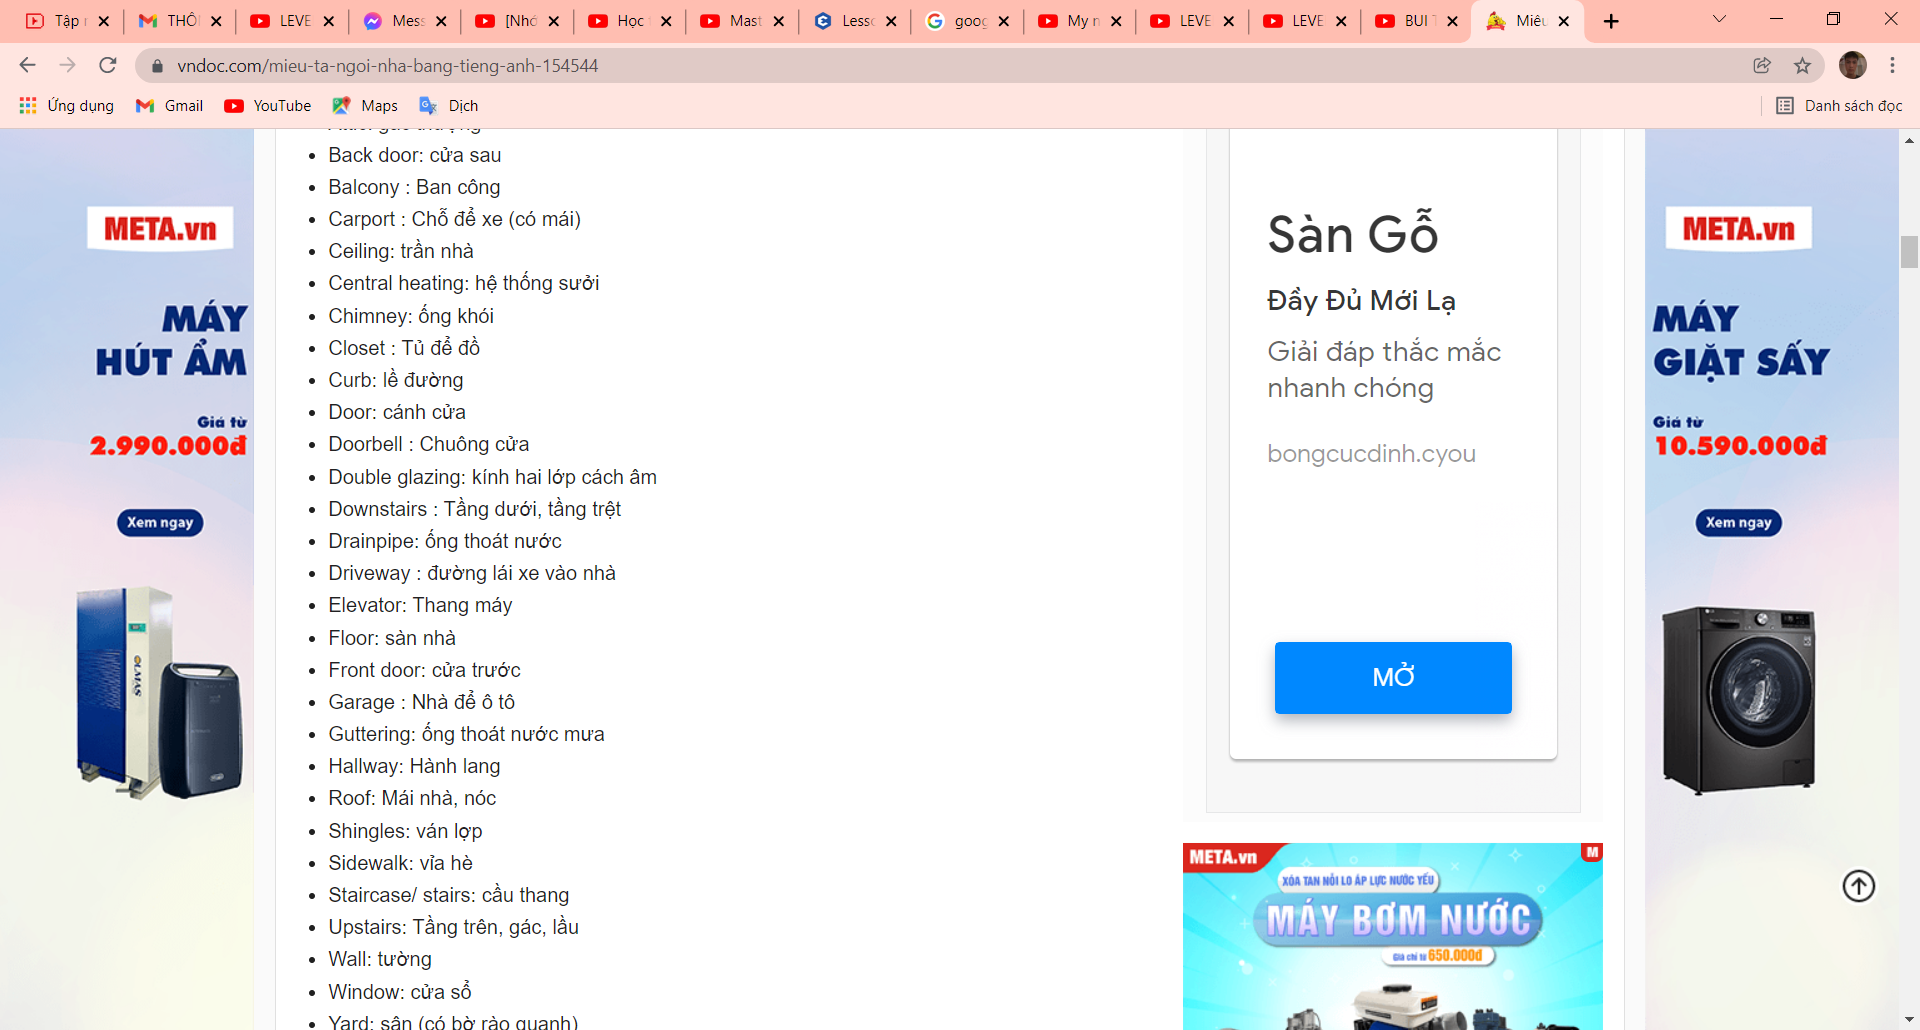 Tập r
THÔI
LEVE
Mess
[Nhớ
Học t
Mast
Lesso
goog
My n
LEVE
LEVE
BUI T
Miêu
vndoc.com/mieu-ta-ngoi-nha-bang-tieng-anh-154544
Ứng dụng
Gmail
YouTube
Maps
Dịch
Danh sách đọc
Back door: cửa sau
Balcony : Ban công
Carport : Chỗ để xe (có mái)
Ceiling: trần nhà
Central heating: hệ thống sưởi
Chimney: ống khói
Closet : Tủ để đồ
Curb: lề đường
Door: cánh cửa
Doorbell : Chuông cửa
Double glazing: kính hai lớp cách âm
Downstairs : Tầng dưới, tầng trệt
Drainpipe: ống thoát nước
Driveway : đường lái xe vào nhà
Elevator: Thang máy
Floor: sàn nhà
Front door: cửa trước
Garage : Nhà để ô tô
Guttering: ống thoát nước mưa
Hallway: Hành lang
Roof: Mái nhà, nóc
Shingles: ván lợp
Sidewalk: vỉa hè
Staircase/ stairs: cầu thang
Upstairs: Tầng trên, gác, lầu
Wall: tường
Window: cửa sổ
Yard: sân (có bờ rào quanh)
META.vn
MÁY
HÚT ẨM
Giá từ
2.990.000đ
Xem ngay
OLMAS
Sàn Gỗ
Đầy Đủ Mới Lạ
Giải đáp thắc mắc
nhanh chóng
bongcucdinh.cyou
MỞ
META.vn
M
XÓA TAN NỖI LO ÁP LỰC NƯỚC YẾU
MÁY BƠM NƯỚC
Giá chỉ từ 650.000đ
META.vn
MÁY
GIẶT SẤY
Giá từ
10.590.000đ
Xem ngay